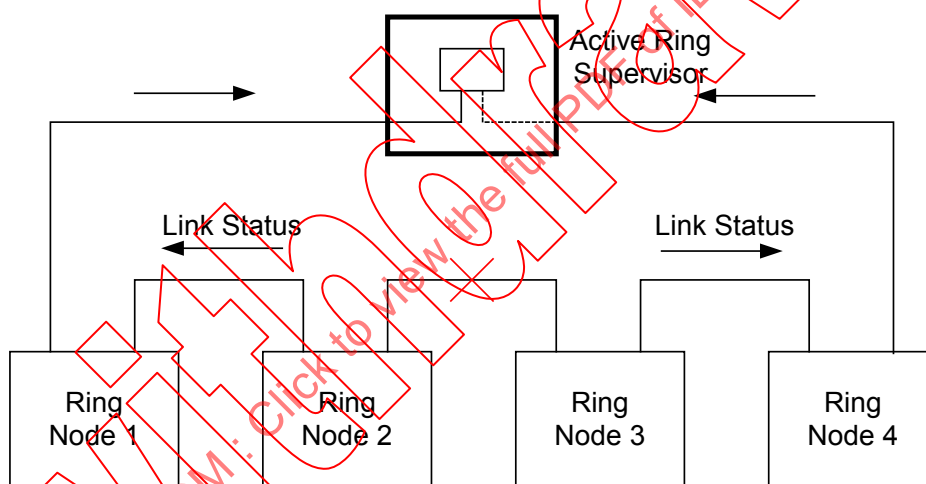 Active Ring
Supervisor
Link Status
Link Status
Ring
Node 1
Ring
Node 2
Ring
Node 3
Ring
Node 4
M : Click to view the full PDF of